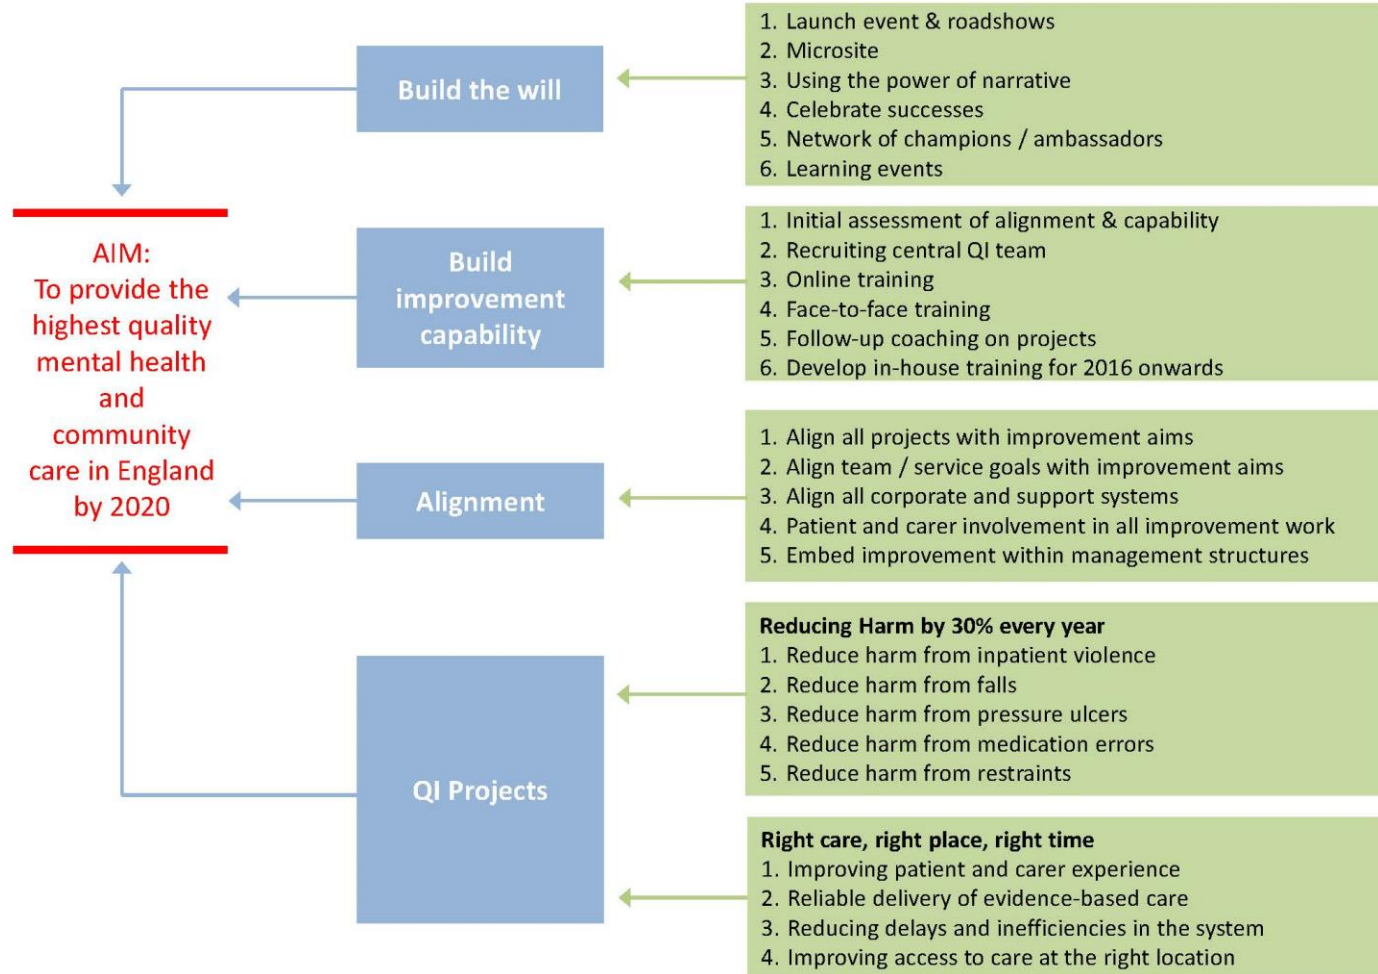 AIM:
To provide the
highest quality
mental health
and
community
care in England
by 2020
Build the will
1. Launch event & roadshows
2. Microsite
3. Using the power of narrative
4. Celebrate successes
5. Network of champions / ambassadors
6. Learning events
Build
improvement
capability
1. Initial assessment of alignment & capability
2. Recruiting central QI team
3. Online training
4. Face-to-face training
5. Follow-up coaching on projects
6. Develop in-house training for 2016 onwards
Alignment
1. Align all projects with improvement aims
2. Align team / service goals with improvement aims
3. Align all corporate and support systems
4. Patient and carer involvement in all improvement work
5. Embed improvement within management structures
QI Projects
Reducing Harm by 30% every year
1. Reduce harm from inpatient violence
2. Reduce harm from falls
3. Reduce harm from pressure ulcers
4. Reduce harm from medication errors
5. Reduce harm from restraints
Right care, right place, right time
1. Improving patient and carer experience
2. Reliable delivery of evidence-based care
3. Reducing delays and inefficiencies in the system
4. Improving access to care at the right location